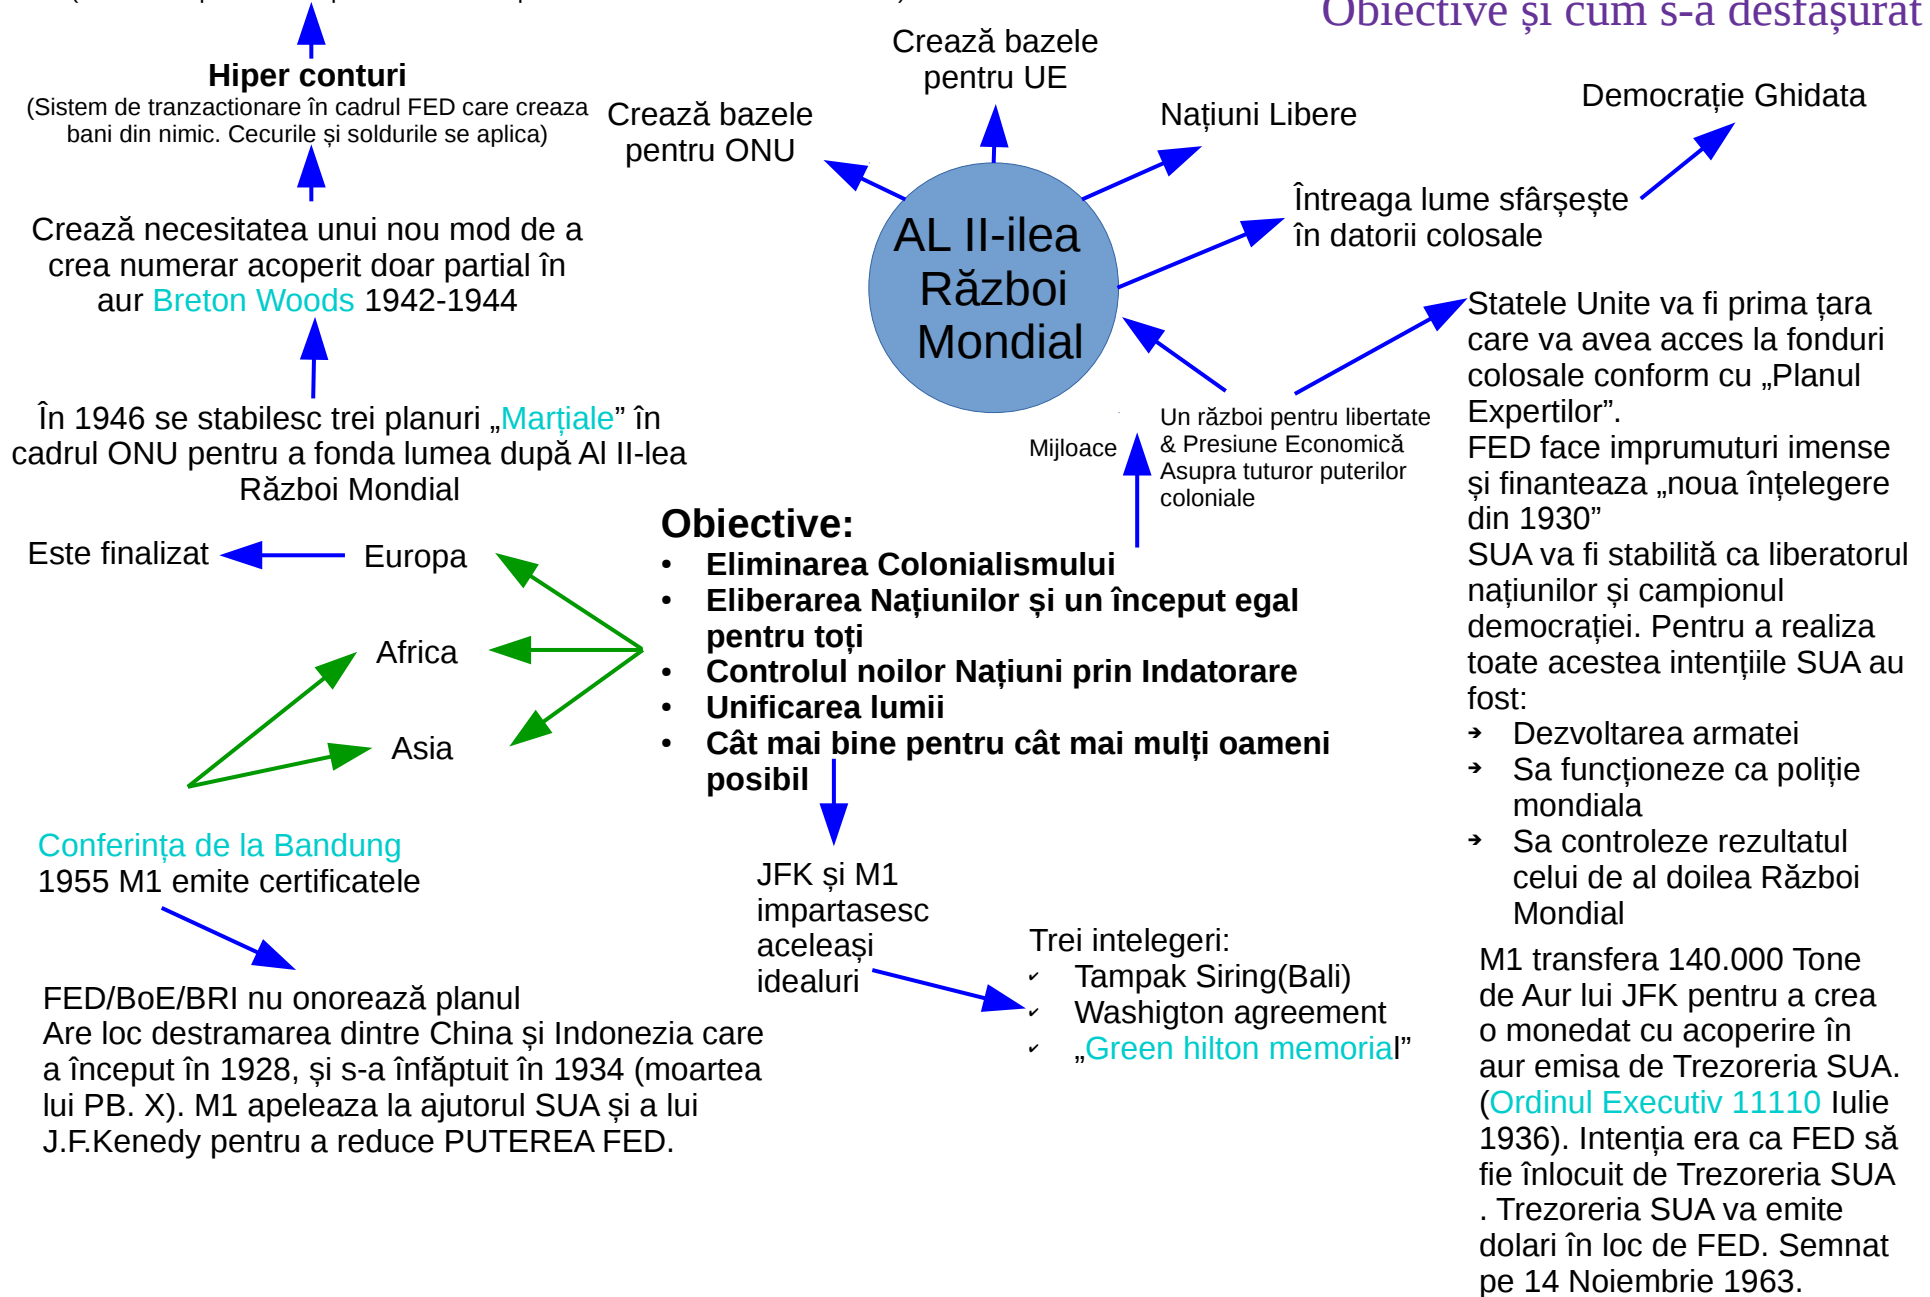 Obiective și cum s-a desfășurat
Hiper conturi
(Sistem de tranzactionare în cadrul FED care creaza
bani din nimic. Cecurile și soldurile se aplica)
Crează bazele
pentru ONU
Crează bazele
pentru UE
Națiuni Libere
Democrație Ghidata
Întreaga lume sfârșește
în datorii colosale
AL II-ilea
Război
Mondial
Crează necesitatea unui nou mod de a
crea numerar acoperit doar partial în
aur Breton Woods 1942-1944
În 1946 se stabilesc trei planuri „Marțiale” în
cadrul ONU pentru a fonda lumea după Al II-lea
Război Mondial
Mijloace
Un război pentru libertate
& Presiune Economică
Asupra tuturor puterilor
coloniale
Statele Unite va fi prima țara
care va avea acces la fonduri
colosale conform cu „Planul
Expertilor”.
FED face imprumuturi imense
și finanteaza „noua înțelegere
din 1930”
SUA va fi stabilită ca liberatorul
națiunilor și campionul
democrației. Pentru a realiza
toate acestea intențiile SUA au
fost:
➔ Dezvoltarea armatei
➔ Sa funcționeze ca poliție
mondiala
➔ Sa controleze rezultatul
celui de al doilea Război
Mondial
Obiective:
• Eliminarea Colonialismului
• Eliberarea Națiunilor și un început egal
pentru toți
• Controlul noilor Națiuni prin Indatorare
• Unificarea lumii
• Cât mai bine pentru cât mai mulți oameni
posibil
Este finalizat
Europa
Africa
Asia
Conferința de la Bandung
1955 M1 emite certificatele
FED/BoE/BRI nu onorează planul
Are loc destramarea dintre China și Indonezia care
a început în 1928, și s-a înfăptuit în 1934 (moartea
lui PB. X). M1 apeleaza la ajutorul SUA și a lui
J.F.Kenedy pentru a reduce PUTEREA FED.
JFK și M1
impartasesc
aceleași
idealuri
Trei intelegeri:
✔ Tampak Siring(Bali)
✔ Washigton agreement
✔ „Green hilton memorial”
M1 transfera 140.000 Tone
de Aur lui JFK pentru a crea
o monedat cu acoperire în
aur emisa de Trezoreria SUA.
(Ordinul Executiv 11110 Iulie
1936). Intenția era ca FED să
fie înlocuit de Trezoreria SUA
. Trezoreria SUA va emite
dolari în loc de FED. Semnat
pe 14 Noiembrie 1963.